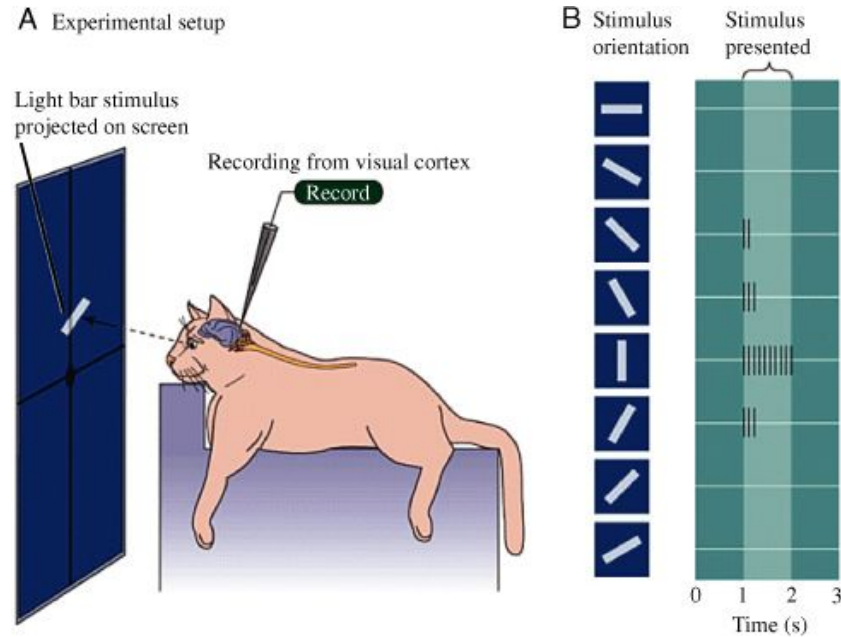 A Experimental setup
Light bar stimulus
projected on screen
Recording from visual cortex
Record
B Stimulus
orientation
Stimulus
presented
0 1 2 3
Time (s)